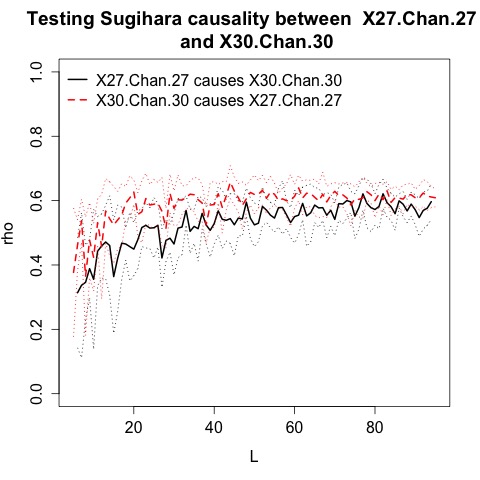 Testing Sugihara causality between X27.Chan.27
and X30.Chan.30
X27.Chan.27 causes X30.Chan.30
X30.Chan.30 causes X27.Chan.27
1.0
0.8
0.6
0.4
0.2
0.0
rho
20 40 60 80
L